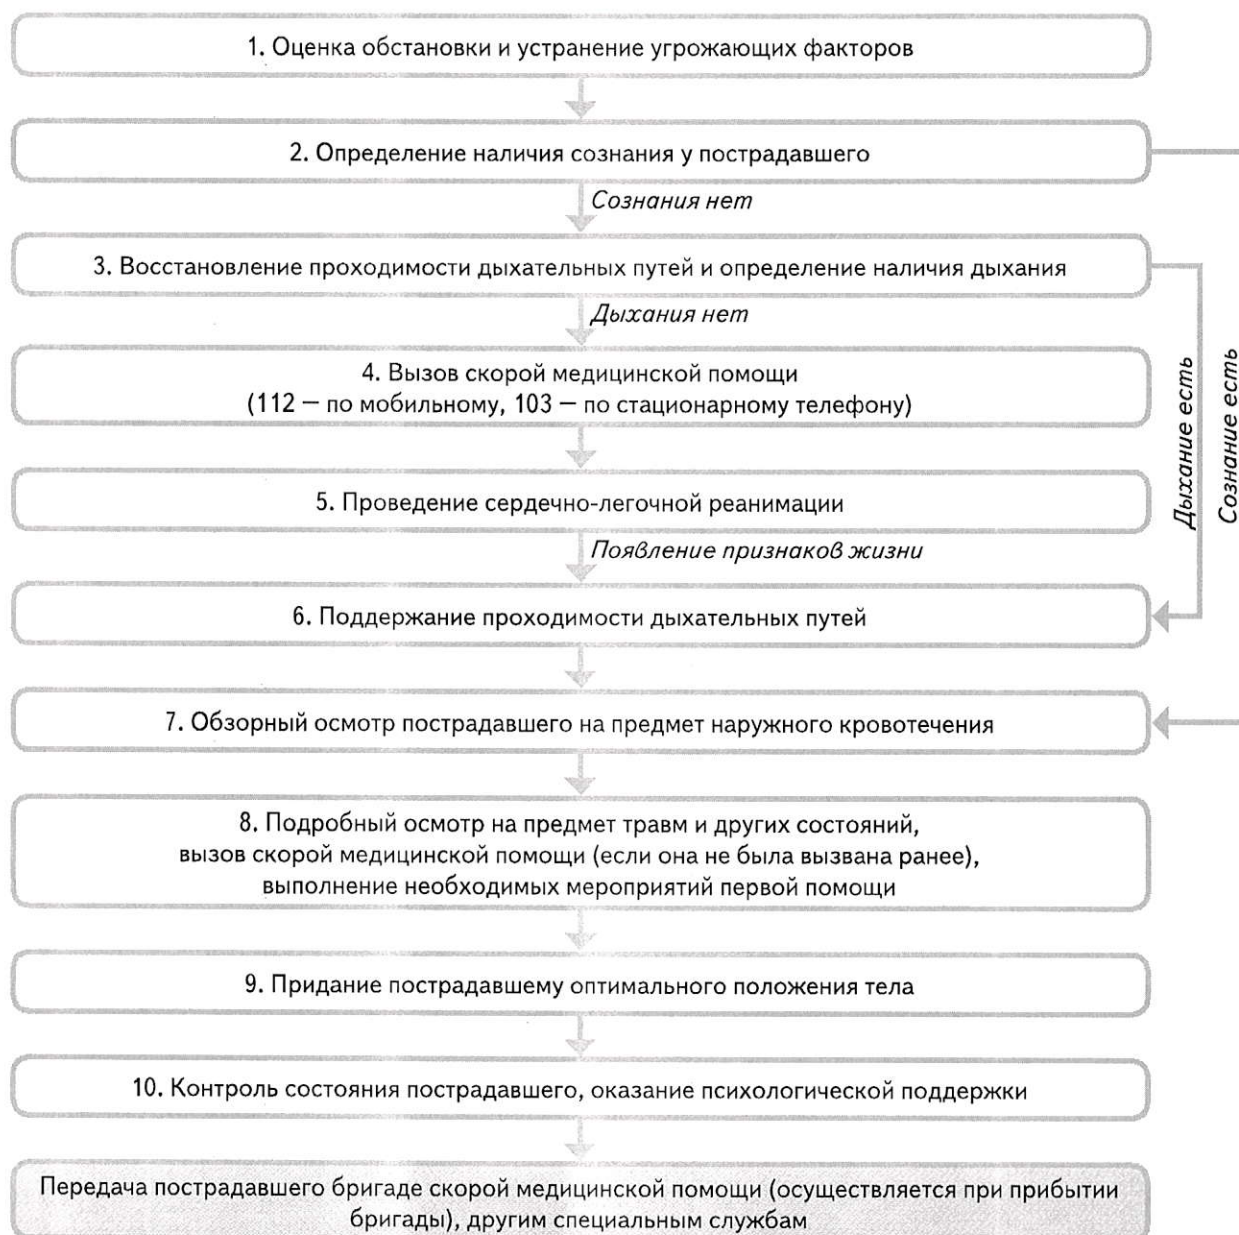 1. Оценка обстановки и устранение угрожающих факторов
2. Определение наличия сознания у пострадавшего
Сознания нет
3. Восстановление проходимости дыхательных путей и определение наличия дыхания
Дыхания нет
4. Вызов скорой медицинской помощи
(112 – по мобильному, 103 – по стационарному телефону)
Дыхание есть
Сознание есть
5. Проведение сердечно-легочной реанимации
Появление признаков жизни
6. Поддержание проходимости дыхательных путей
7. Обзорный осмотр пострадавшего на предмет наружного кровотечения
8. Подробный осмотр на предмет травм и других состояний,
вызов скорой медицинской помощи (если она не была вызвана ранее),
выполнение необходимых мероприятий первой помощи
9. Придание пострадавшему оптимального положения тела
10. Контроль состояния пострадавшего, оказание психологической поддержки
Передача пострадавшего бригаде скорой медицинской помощи (осуществляется при прибытии
бригады), другим специальным службам